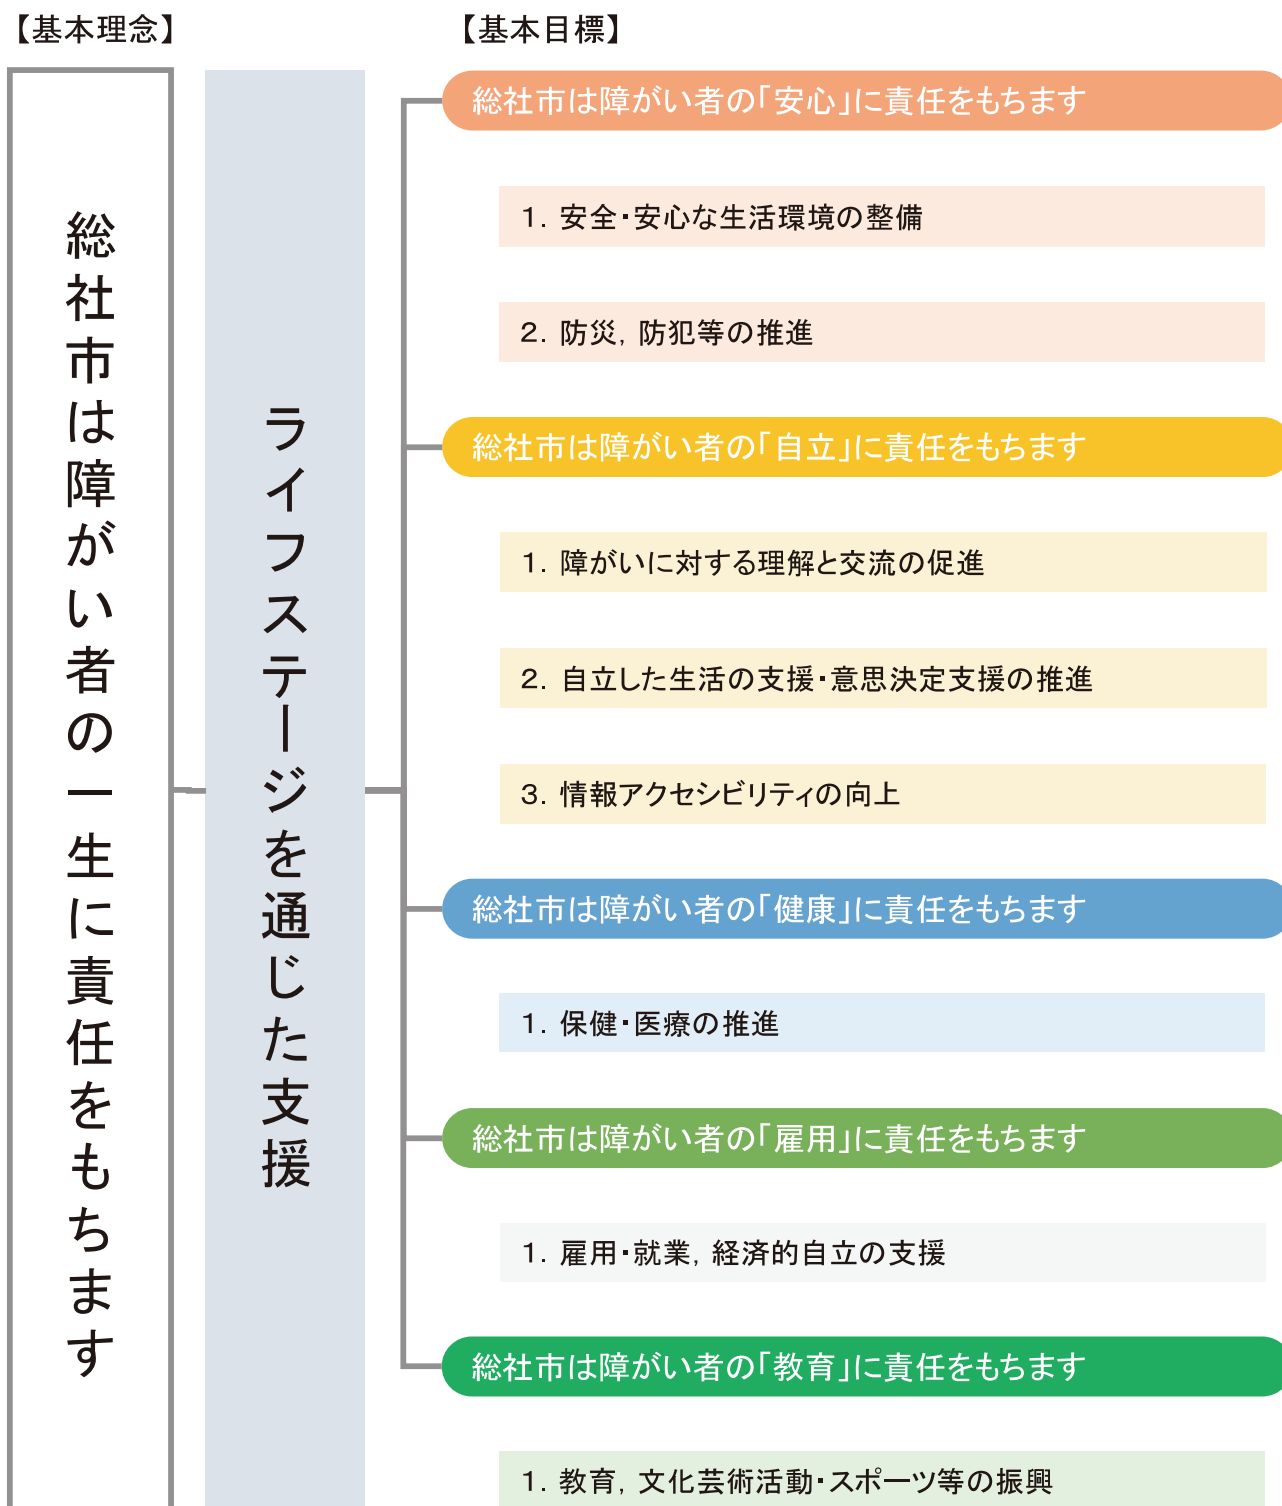 【基本理念】
【基本目標】
総社市は障がい者の一生に責任をもちます
ライフステージを通じた支援
総社市は障がい者の「安心」に責任をもちます
1. 安全・安心な生活環境の整備
2. 防災, 防犯等の推進
総社市は障がい者の「自立」に責任をもちます
1. 障がいに対する理解と交流の促進
2. 自立した生活の支援・意思決定支援の推進
3. 情報アクセシビリティの向上
総社市は障がい者の「健康」に責任をもちます
1. 保健・医療の推進
総社市は障がい者の「雇用」に責任をもちます
1. 雇用・就業, 経済的自立の支援
総社市は障がい者の「教育」に責任をもちます
1. 教育, 文化芸術活動・スポーツ等の振興